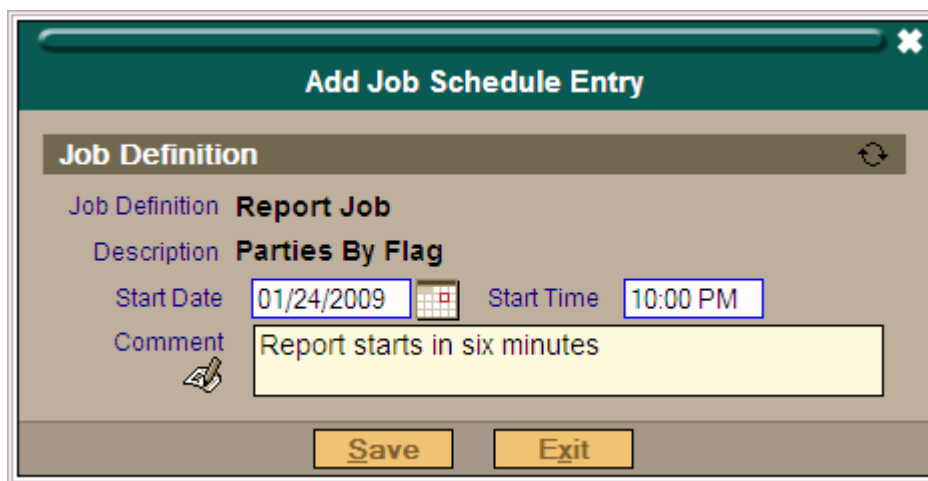 Add Job Schedule Entry
Job Definition
Job Definition Report Job
Description Parties By Flag
Start Date 01/24/2009 Start Time 10:00 PM
Comment Report starts in six minutes
Save Exit